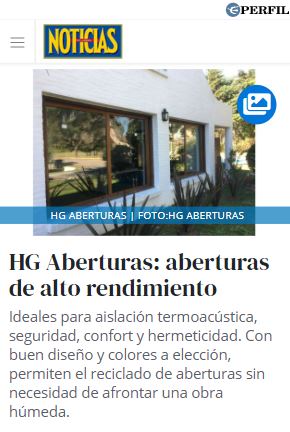 PERFIL
NOTICIAS
HG ABERTURAS | FOTO:HG ABERTURAS
HG Aberturas: aberturas
de alto rendimiento
Ideales para aislación termoacústica,
seguridad, confort y hermeticidad. Con
buen diseño y colores a elección,
permiten el reciclado de aberturas sin
necesidad de afrontar una obra
húmeda.